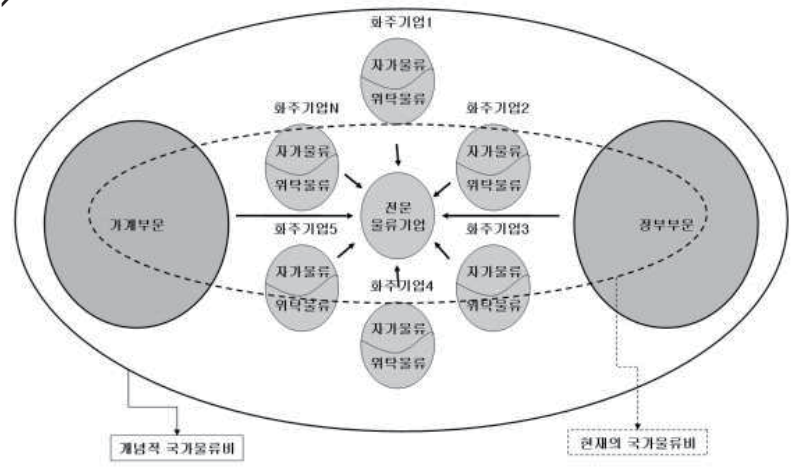 화주기업1
자가물류
위탁물류
화주기업N
화주기업2
자가물류
위탁물류
자가물류
위탁물류
전문
물류기업
가계부문
정부부문
화주기업5
화주기업3
자가물류
위탁물류
자가물류
위탁물류
화주기업4
자가물류
위탁물류
개념적 국가물류비
현재의 국가물류비